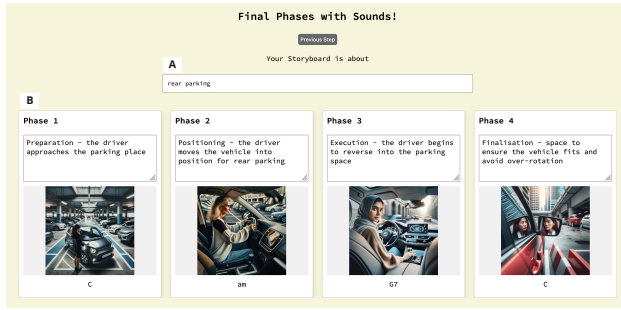 Final Phases with Sounds!
Previous Step
Your Storyboard is about
A
rear parking
B
Phase 1
Preparation – the driver
approaches the parking place
C
Phase 2
Positioning – the driver
moves the vehicle into
position for rear parking
am
Phase 3
Execution – the driver begins
to reverse into the parking
space
G7
Phase 4
Finalisation – space to
ensure the vehicle fits and
avoid over-rotation
C